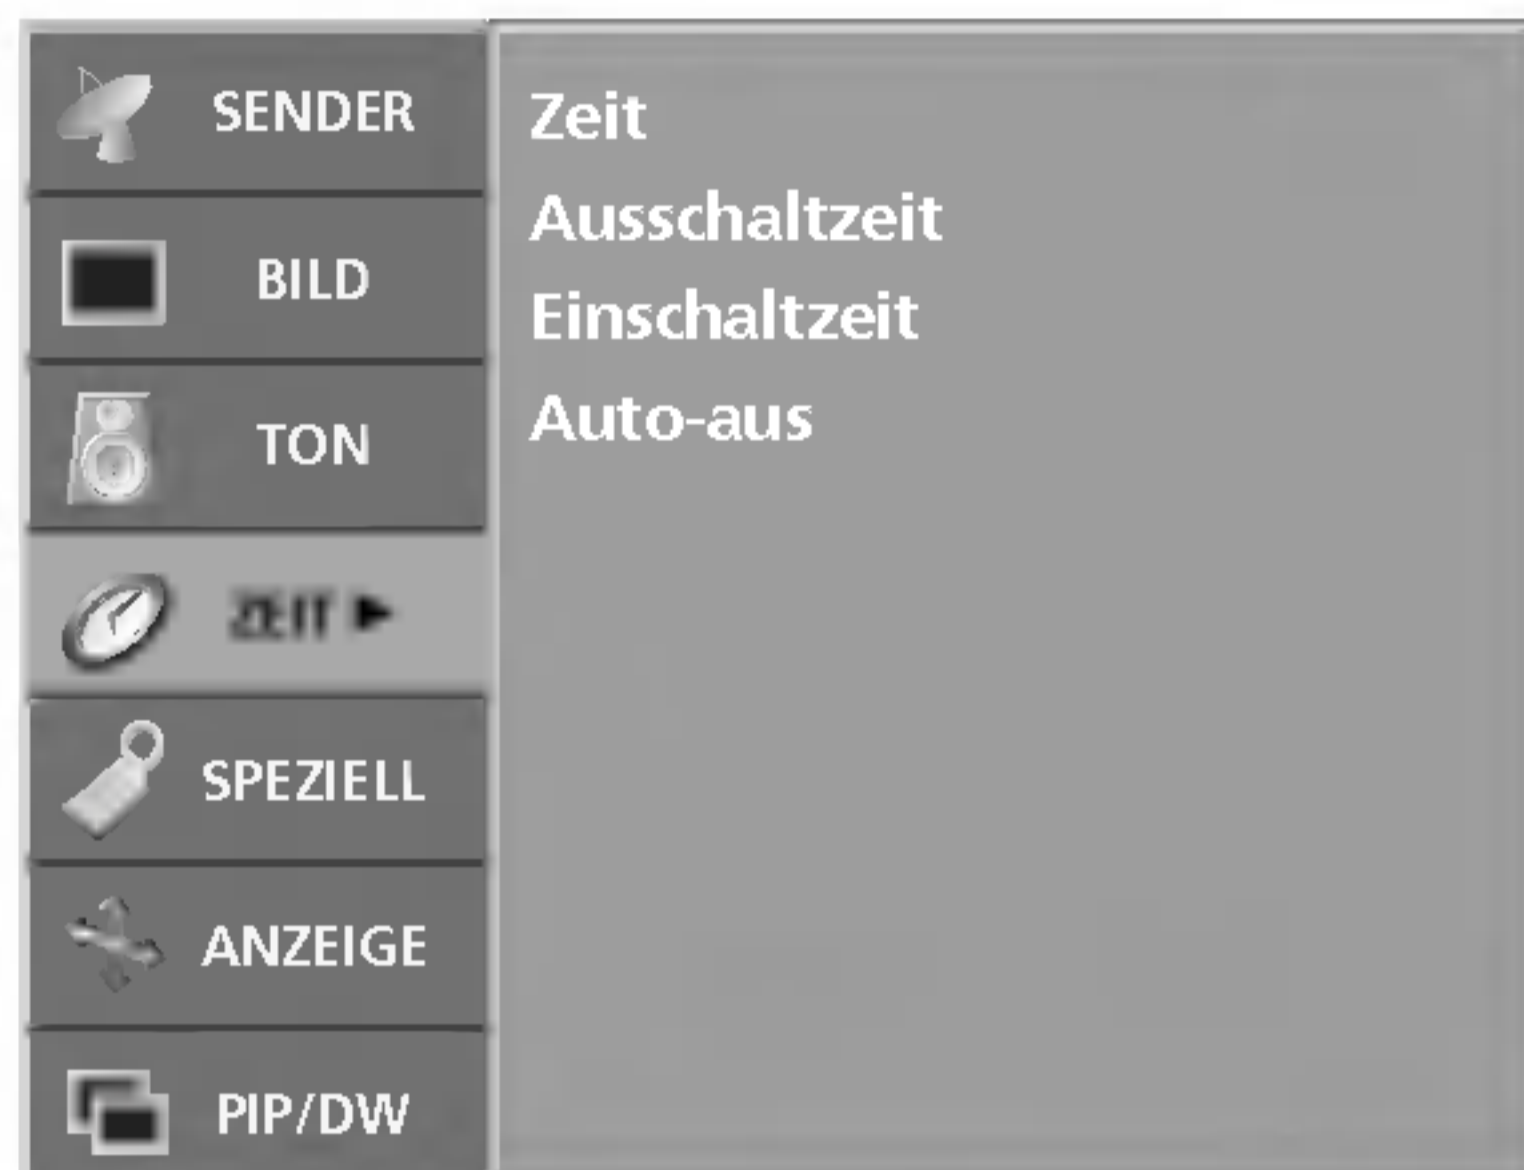 SENDER
BILD
TON
ZEIT ►
SPEZIELL
ANZEIGE
PIP/DW
Zeit
Ausschaltzeit
Einschaltzeit
Auto-aus